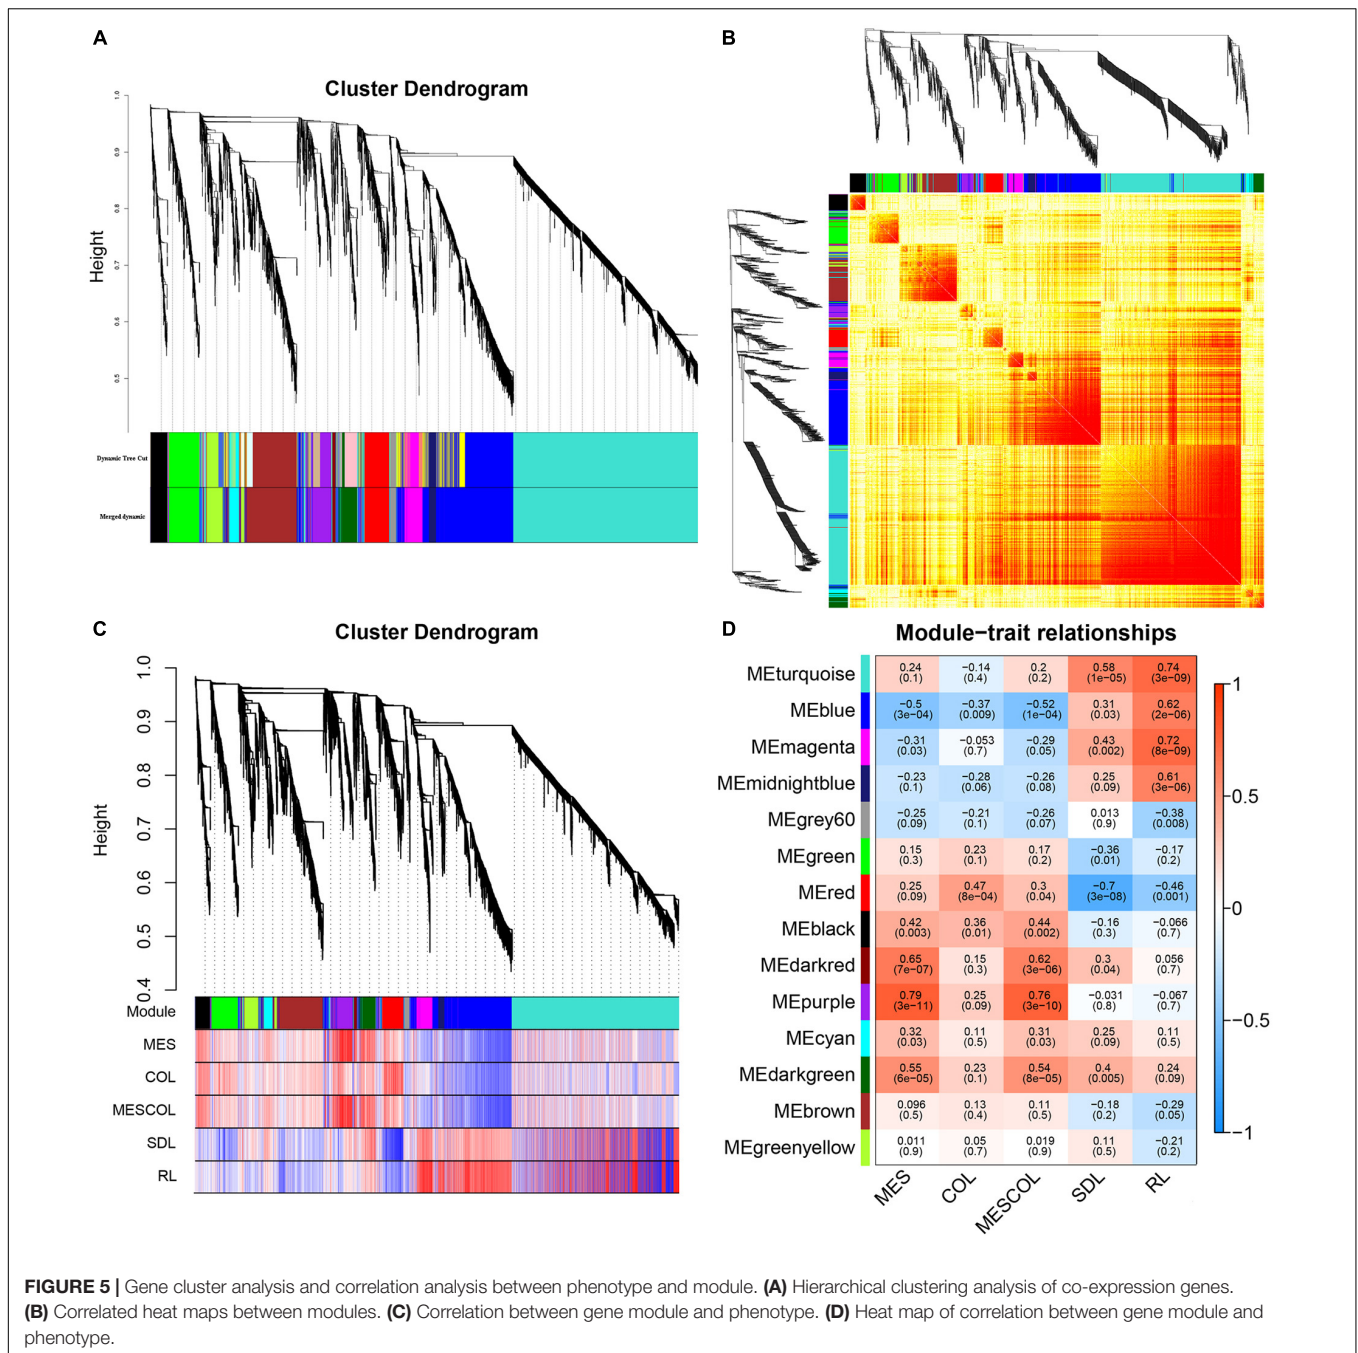 A
Cluster Dendrogram
Height
1.0
0.9
0.8
0.7
0.6
0.5
Dynamic Tree Cut
Merged dynamic
B
C
Cluster Dendrogram
Height
1.0
0.9
0.8
0.7
0.6
0.5
0.4
Module
MES
COL
MESCOL
SDL
RL
D
Module−trait relationships
MEturquoise 0.24 (0.1) −0.14 (0.4) 0.2 (0.2) 0.58 (1e−05) 0.74 (3e−09)
MEblue −0.5 (3e−04) −0.37 (0.009) −0.52 (1e−04) 0.31 (0.03) 0.62 (2e−06)
MEmagenta −0.31 (0.03) −0.053 (0.7) −0.29 (0.05) 0.43 (0.002) 0.72 (8e−09)
MEmidnightblue −0.23 (0.1) −0.28 (0.06) −0.26 (0.08) 0.25 (0.09) 0.61 (3e−06)
MEgrey60 −0.25 (0.09) −0.21 (0.1) −0.26 (0.07) 0.013 (0.9) −0.38 (0.008)
MEgreen 0.15 (0.3) 0.23 (0.1) 0.17 (0.2) −0.36 (0.01) −0.17 (0.2)
MEred 0.25 (0.09) 0.47 (8e−04) 0.3 (0.04) −0.7 (3e−08) −0.46 (0.001)
MEblack 0.42 (0.003) 0.36 (0.01) 0.44 (0.002) −0.16 (0.3) −0.066 (0.7)
MEdarkred 0.65 (7e−07) 0.15 (0.3) 0.62 (3e−06) 0.3 (0.04) 0.056 (0.7)
MEpurple 0.79 (3e−11) 0.25 (0.09) 0.76 (3e−10) −0.031 (0.8) −0.067 (0.7)
MEcyan 0.32 (0.03) 0.11 (0.5) 0.31 (0.03) 0.25 (0.09) 0.11 (0.5)
MEdarkgreen 0.55 (6e−05) 0.23 (0.1) 0.54 (8e−05) 0.4 (0.005) 0.24 (0.09)
MEbrown 0.096 (0.5) 0.13 (0.4) 0.11 (0.5) −0.18 (0.2) −0.29 (0.05)
MEgreenyellow 0.011 (0.9) 0.05 (0.7) 0.019 (0.9) 0.11 (0.5) −0.21 (0.2)
MES COL MESCOL SDL RL
1
0.5
0
−0.5
−1
FIGURE 5 | Gene cluster analysis and correlation analysis between phenotype and module. (A) Hierarchical clustering analysis of co-expression genes.
(B) Correlated heat maps between modules. (C) Correlation between gene module and phenotype. (D) Heat map of correlation between gene module and
phenotype.